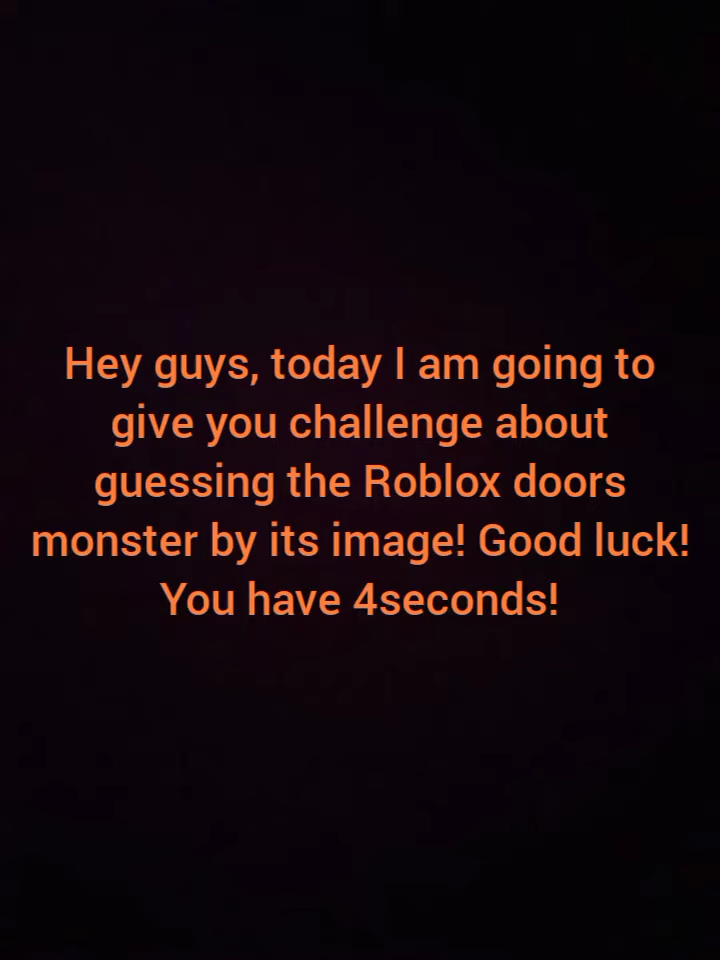 Hey guys, today I am going to
give you challenge about
guessing the Roblox doors
monster by its image! Good luck!
You have 4seconds!